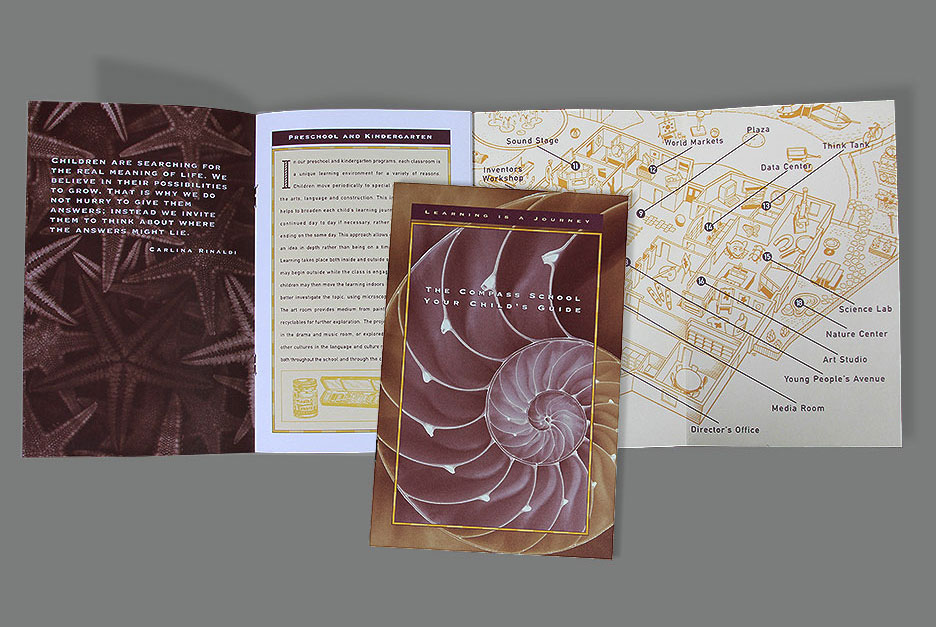 Children are searching for
the real meaning of life. We
believe in their possibilities
to grow. That is why we do
not hurry to give them
answers; instead we invite
them to think about where
the answers might lie.
Carlina Rinaldi
Preschool and Kindergarten
In our preschool and kindergarten programs, each classroom is
a unique learning environment for a variety of reasons.
Children move periodically to special
the arts, language and construction. This
helps to broaden each child's learning
continued day to day if necessary, rather
ending on the same day. This approach allows
an idea in depth rather than being on a
Learning takes place both inside and outside
may begin outside while the class is
children may then move the learning indoors
better investigate the topic, using
The art room provides medium from
recyclables for further exploration. The
in the drama and music room, or explored
other cultures in the language and culture
both throughout the school and through the
Learning is a Journey
The Compass School
Your Child's Guide
Sound Stage
World Markets
Plaza
Think Tank
Inventors
Workshop
Data Center
11
12
9
13
14
15
16
18
Science Lab
Nature Center
Art Studio
Young People's Avenue
Media Room
Director's Office